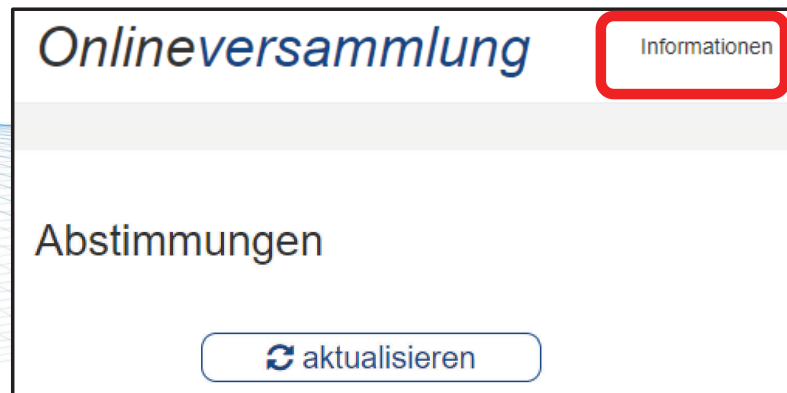 Onlineversammlung
Informationen
Abstimmungen
aktualisieren